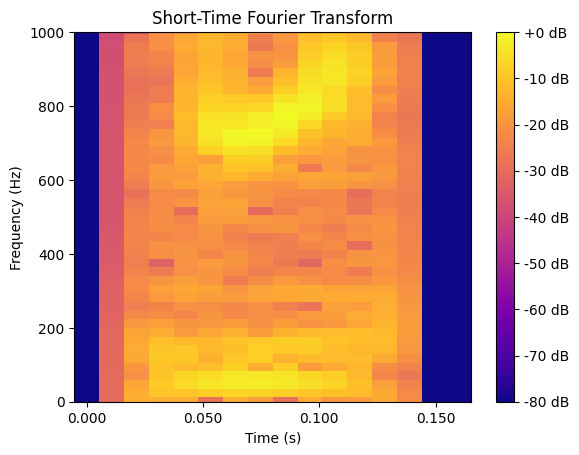 Short-Time Fourier Transform
1000
800
600
400
200
0
Frequency (Hz)
0.000
0.050
0.100
0.150
Time (s)
+0 dB
-10 dB
-20 dB
-30 dB
-40 dB
-50 dB
-60 dB
-70 dB
-80 dB